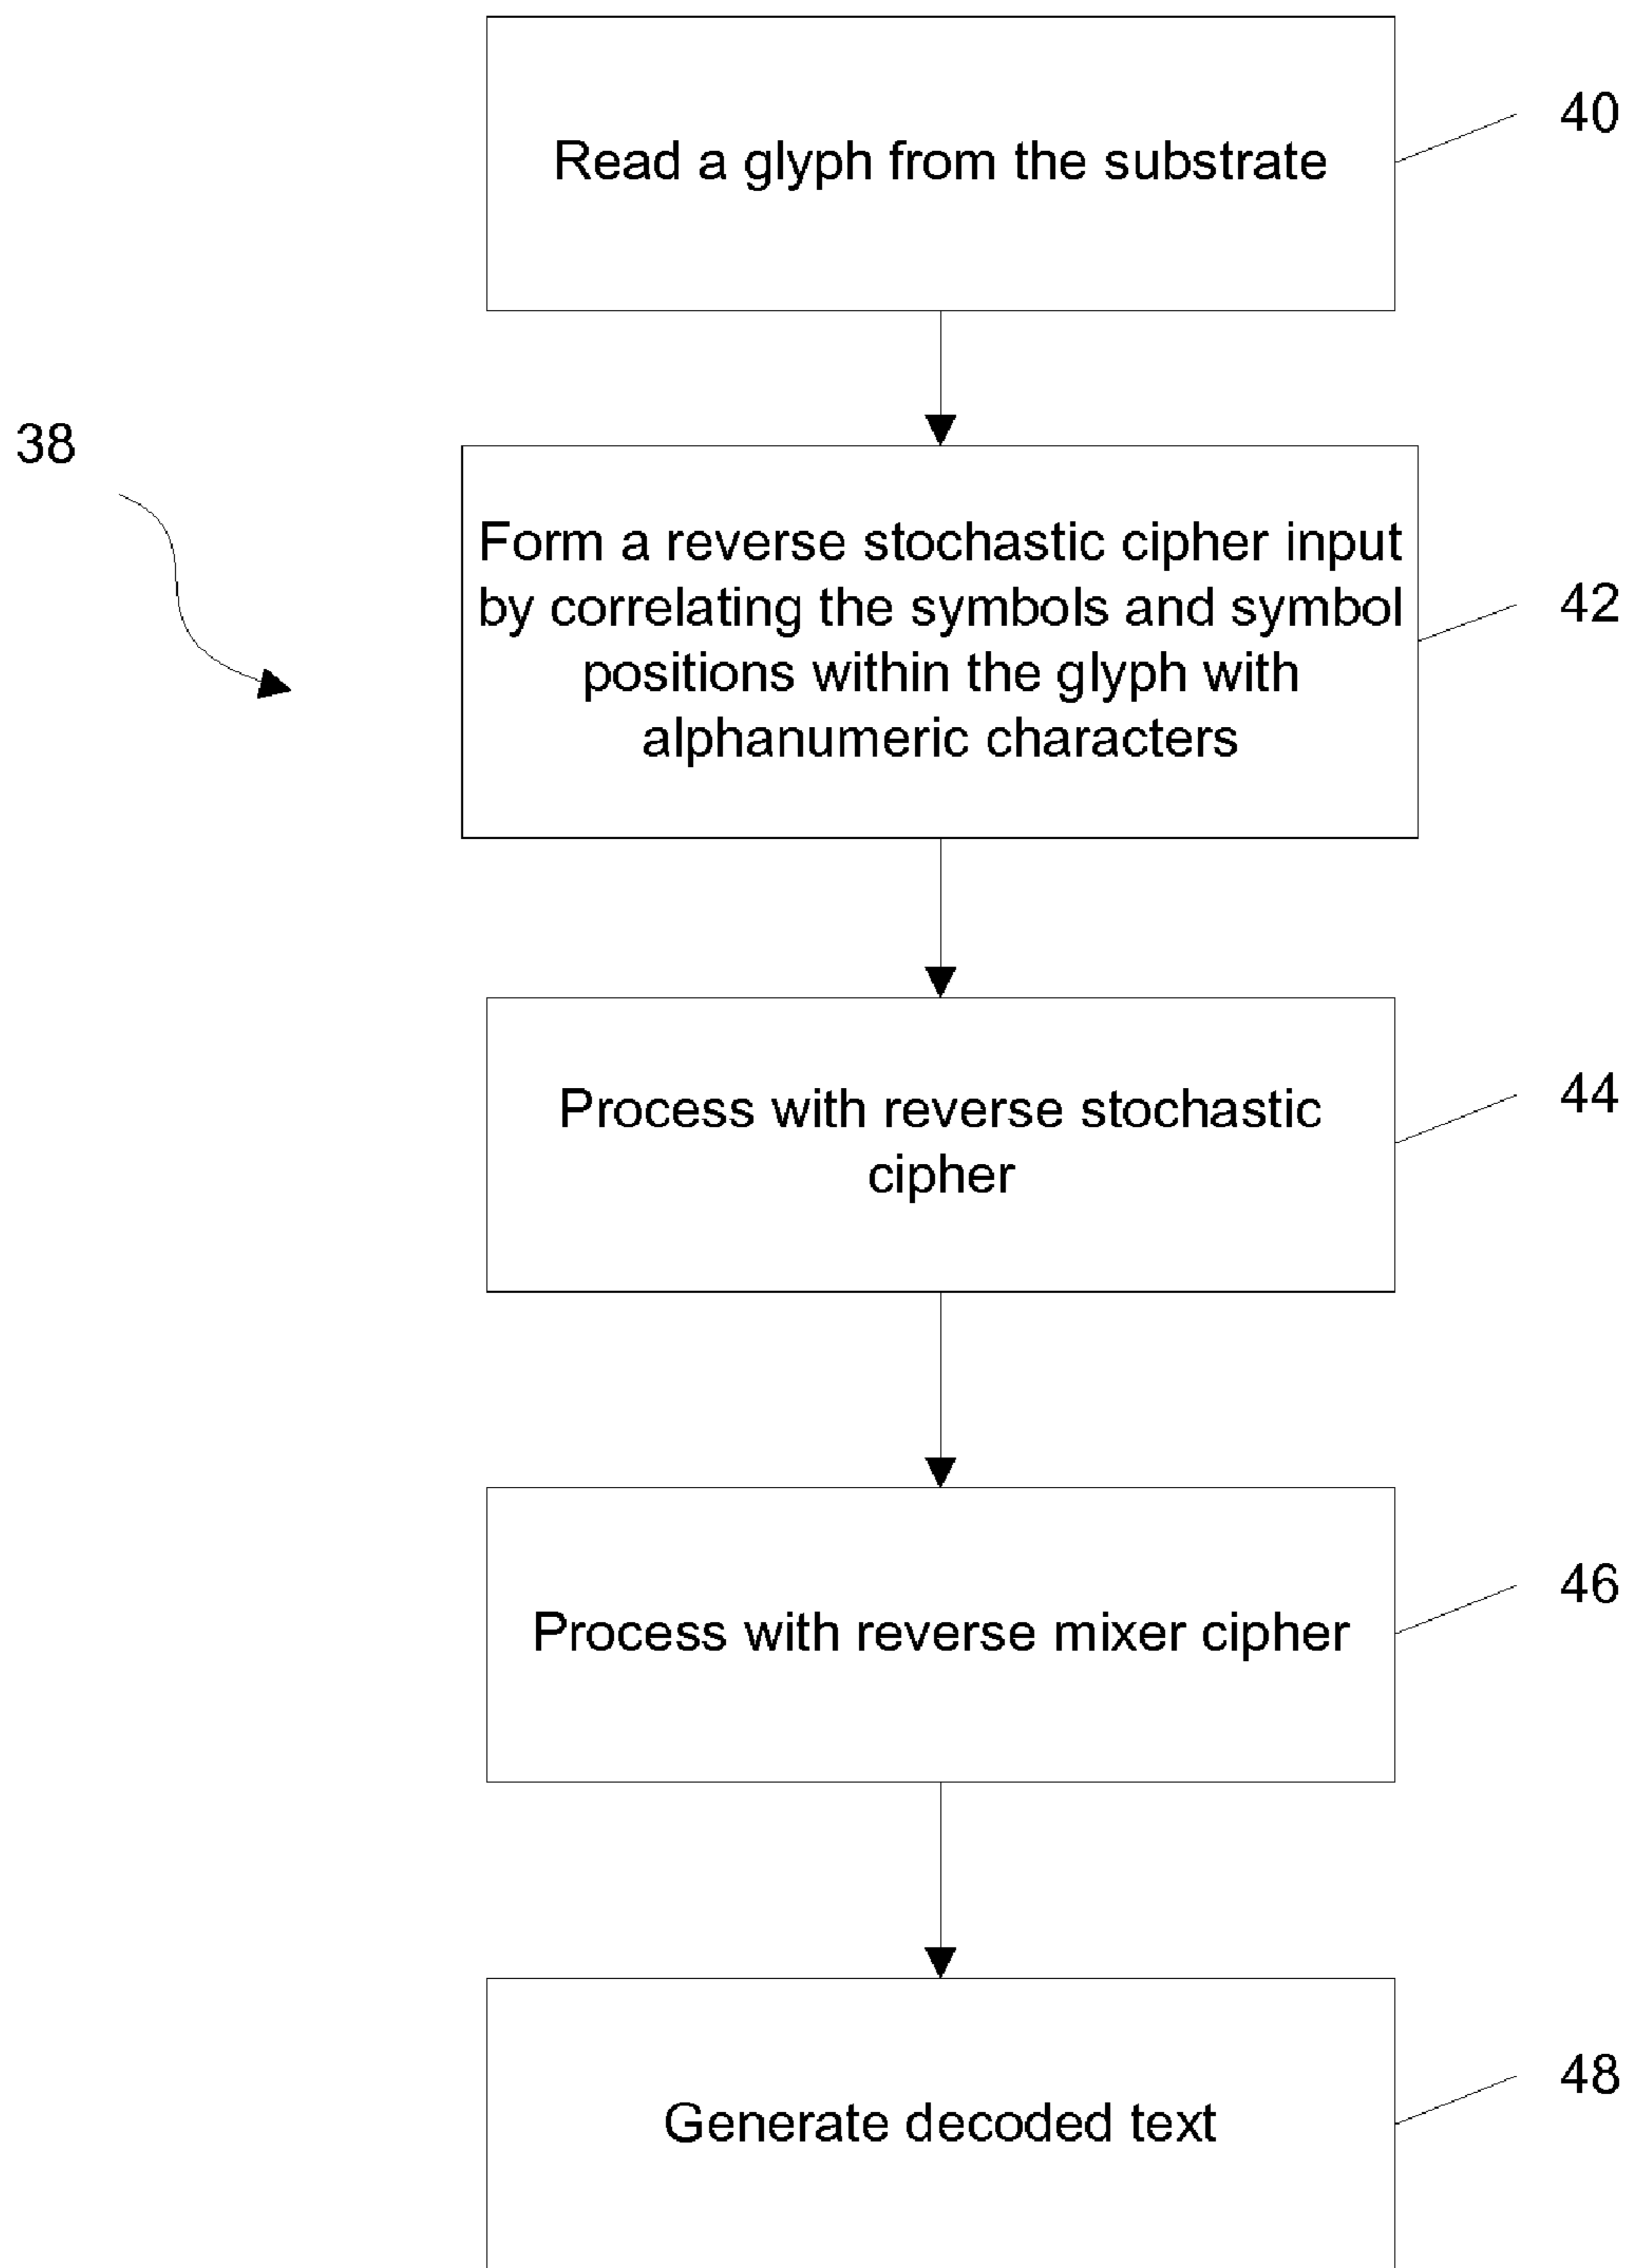 Read a glyph from the substrate
40
38
Form a reverse stochastic cipher input
by correlating the symbols and symbol
positions within the glyph with
alphanumeric characters
42
Process with reverse stochastic
cipher
44
Process with reverse mixer cipher
46
Generate decoded text
48